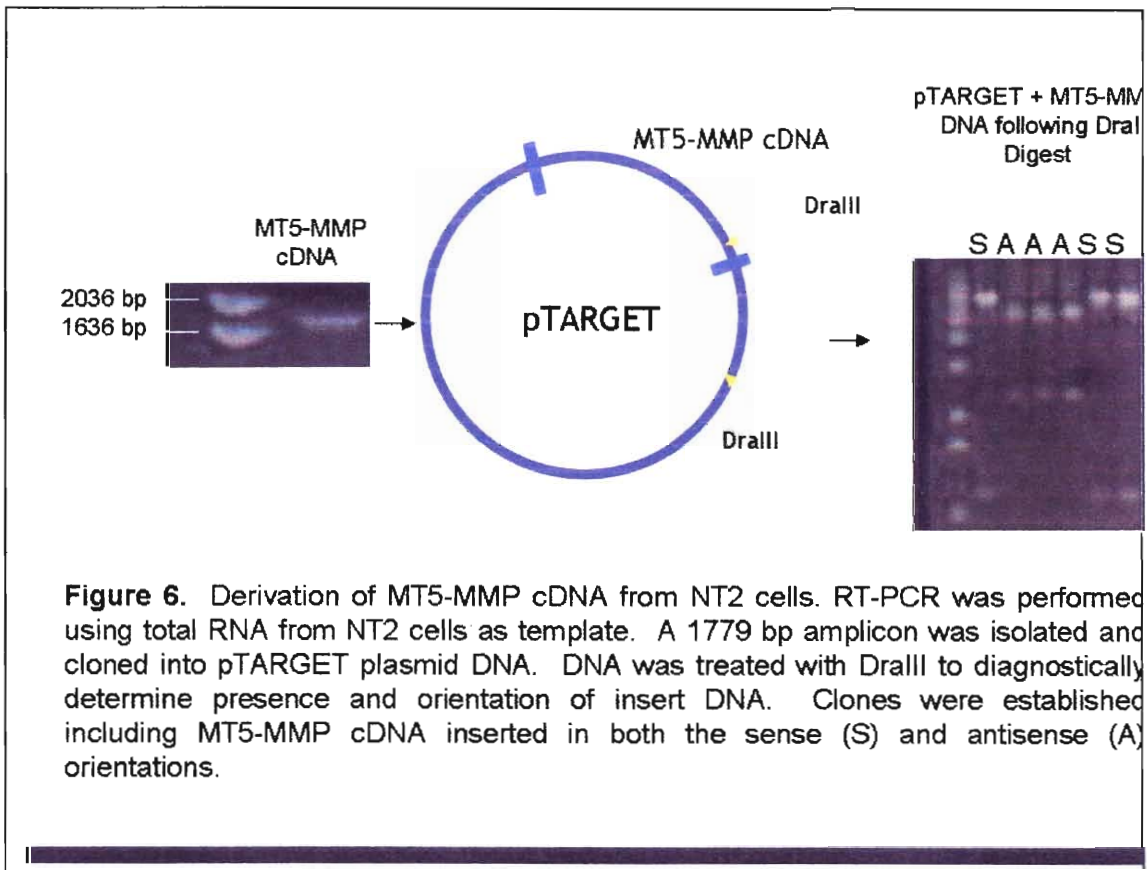 pTARGET + MT5-MM
DNA following DraI
Digest
MT5-MMP cDNA
DraIII
MT5-MMP
cDNA
S A A A S S
2036 bp
1636 bp
pTARGET
DraIII
Figure 6. Derivation of MT5-MMP cDNA from NT2 cells. RT-PCR was performed
using total RNA from NT2 cells as template. A 1779 bp amplicon was isolated and
cloned into pTARGET plasmid DNA. DNA was treated with DraIII to diagnostically
determine presence and orientation of insert DNA. Clones were established
including MT5-MMP cDNA inserted in both the sense (S) and antisense (A)
orientations.